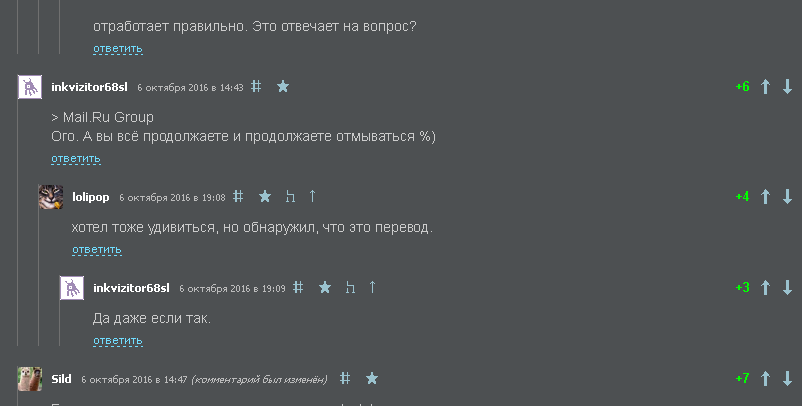 отработает правильно. Это отвечает на вопрос?
ответить
inkvizitor68sl 6 октября 2016 в 14:43 # +6
> Mail.Ru Group
Ого. А вы всё продолжаете и продолжаете отмываться %)
ответить
lolipop 6 октября 2016 в 19:08 # +4
хотел тоже удивиться, но обнаружил, что это перевод.
ответить
inkvizitor68sl 6 октября 2016 в 19:09 # +3
Да даже если так.
ответить
Sild 6 октября 2016 в 14:47 (комментарий был изменён) # +7